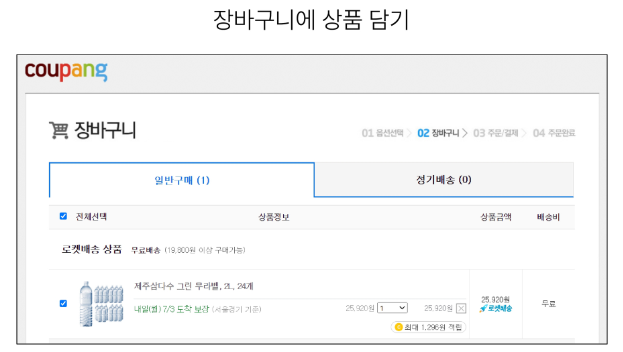 장바구니에 상품 담기
coupang
장바구니
01 옵션선택 > 02 장바구니 > 03 주문/결제 > 04 주문완료
일반구매 (1)
정기배송 (0)
전체선택 상품정보 상품금액 배송비
로켓배송 상품 무료배송 (19,800원 이상 구매가능)
제주삼다수 그린 무라벨, 2L, 24개
내일(월) 7/3 도착 보장 (서울경기 기준)
25,920원 1 25,920원
최대 1,296원 적립
25,920원
로켓배송
무료